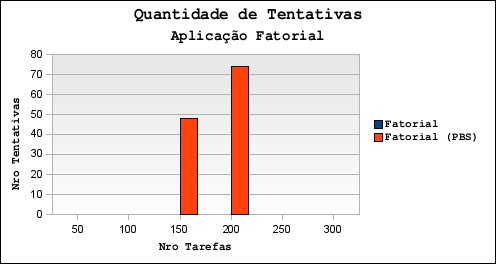 Quantidade de Tentativas
Aplicação Fatorial
Nro Tentativas
80
70
60
50
40
30
20
10
0
50 100 150 200 250 300
Nro Tarefas
Fatorial
Fatorial (PBS)